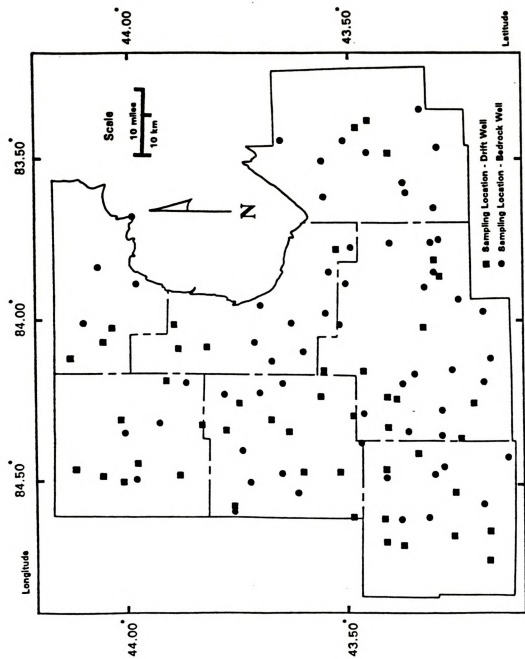 Longitude
84.50°
84.00°
83.50°
44.00°
44.00°
43.50°
43.50°
Latitude
Scale
10 miles
10 km
N
Sampling Location - Drift Well
Sampling Location - Bedrock Well